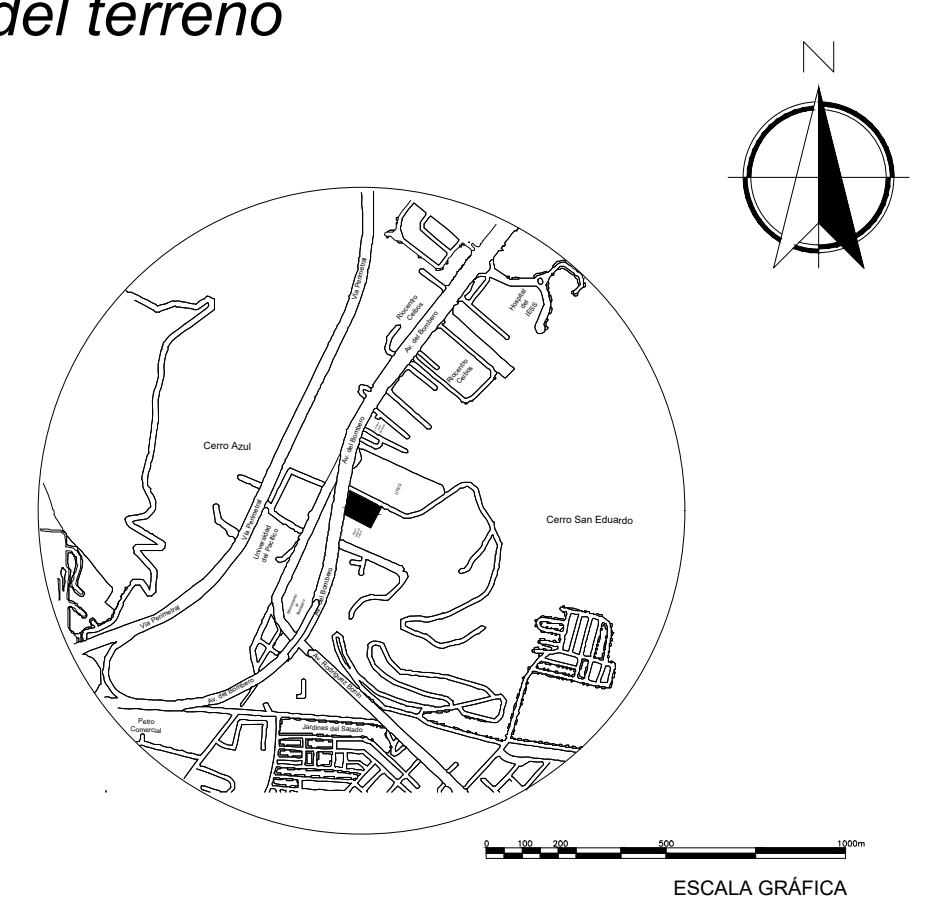 del terreno
N
Vía Perimetral
Riocentro
Ceibos
Av. del Bombero
Hospital
del
IESS
Riocentro
Ceibos
Av. del Bombero
Cerro Azul
UTEG
Vía Perimetral
Universidad
del Pacífico
Cerro San Eduardo
Av. del Bombero
Vía Perimetral
Av. Rodríguez Bonín
Av. del Bombero
Petro
Comercial
Jardines del Salado
0 100 200 500 1000m
ESCALA GRÁFICA